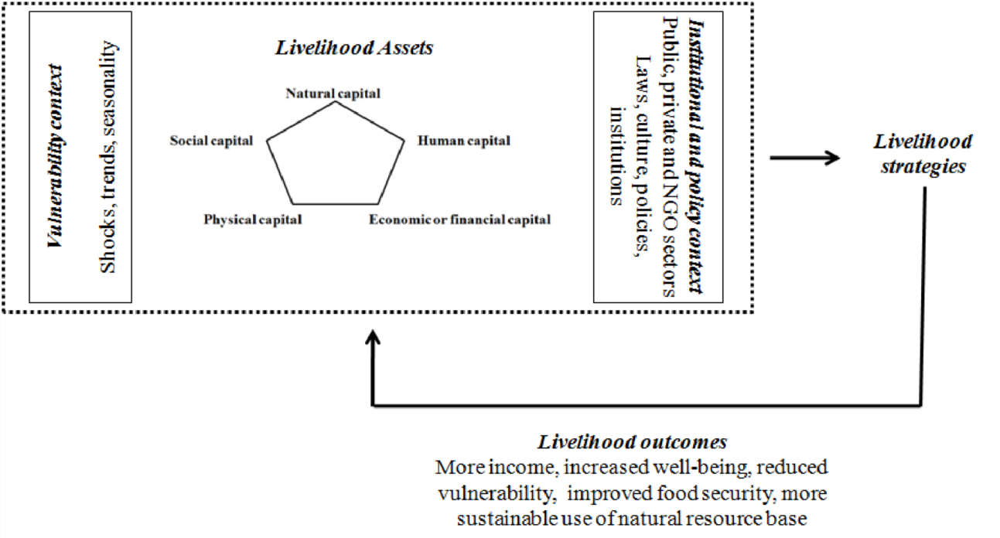 Vulnerability context
Shocks, trends, seasonality
Livelihood Assets
Natural capital
Social capital
Human capital
Physical capital
Economic or financial capital
Institutional and policy context
Public, private and NGO sectors
Laws, culture, policies,
institutions
Livelihood
strategies
Livelihood outcomes
More income, increased well-being, reduced
vulnerability, improved food security, more
sustainable use of natural resource base